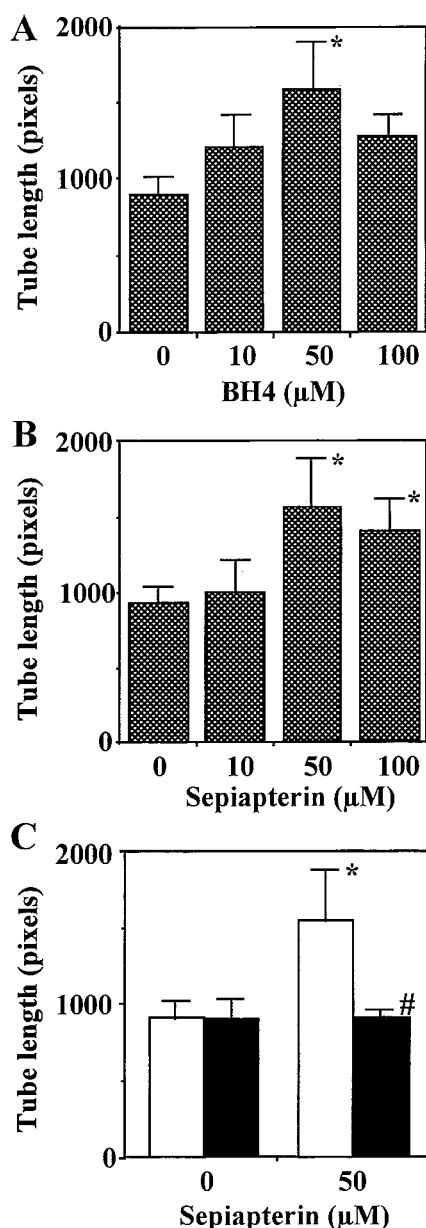 A
Tube length (pixels)
2000
1000
0
*
0 10 50 100
BH4 (µM)
B
Tube length (pixels)
2000
1000
0
* *
0 10 50 100
Sepiapterin (µM)
C
Tube length (pixels)
2000
1000
0
*
#
0 50
Sepiapterin (µM)